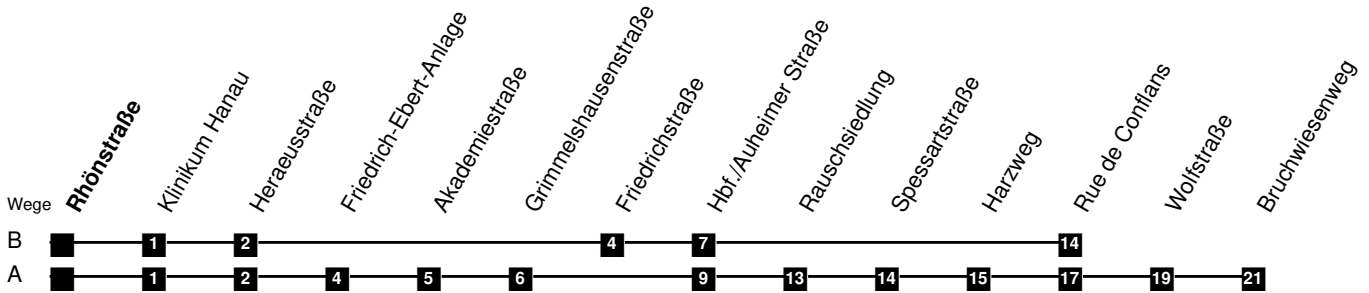 Rhönstraße
Klinikum Hanau
Heraeusstraße
Friedrich-Ebert-Anlage
Akademiestraße
Grimmelshausenstraße
Friedrichstraße
Hbf./Auheimer Straße
Rauschsiedlung
Spessartstraße
Harzweg
Rue de Conflans
Wolfstraße
Bruchwiesenweg
Wege
B 1 2 4 7 14
A 1 2 4 5 6 9 13 14 15 17 19 21